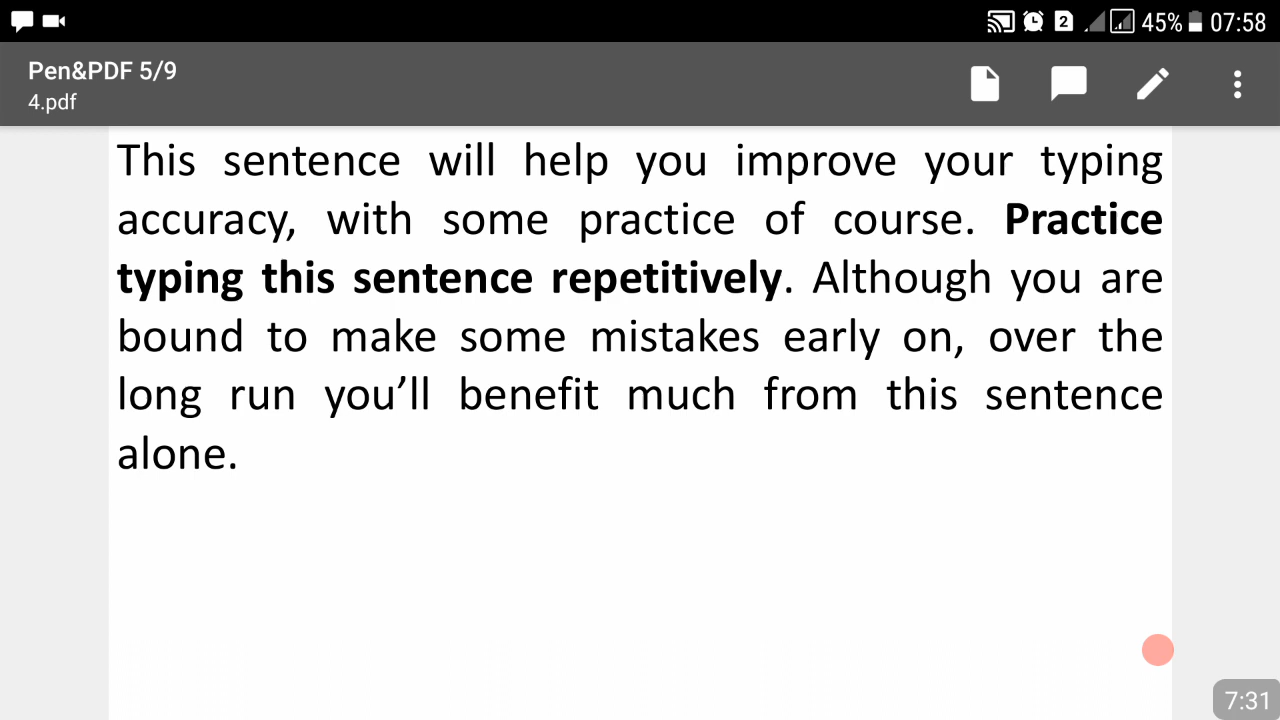 2 45% 07:58
Pen&PDF 5/9
4.pdf
This sentence will help you improve your typing
accuracy, with some practice of course. Practice
typing this sentence repetitively. Although you are
bound to make some mistakes early on, over the
long run you’ll benefit much from this sentence
alone.
7:31